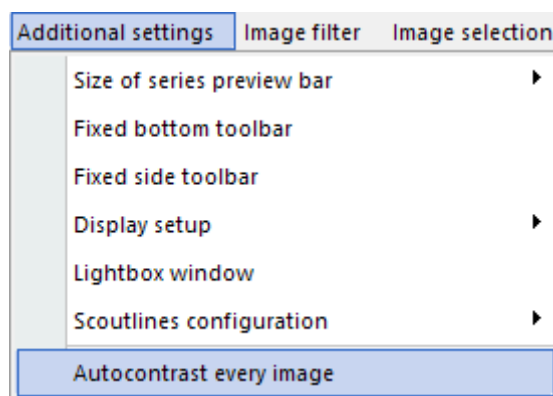 Additional settings Image filter Image selection
Size of series preview bar
Fixed bottom toolbar
Fixed side toolbar
Display setup
Lightbox window
Scoutlines configuration
Autocontrast every image